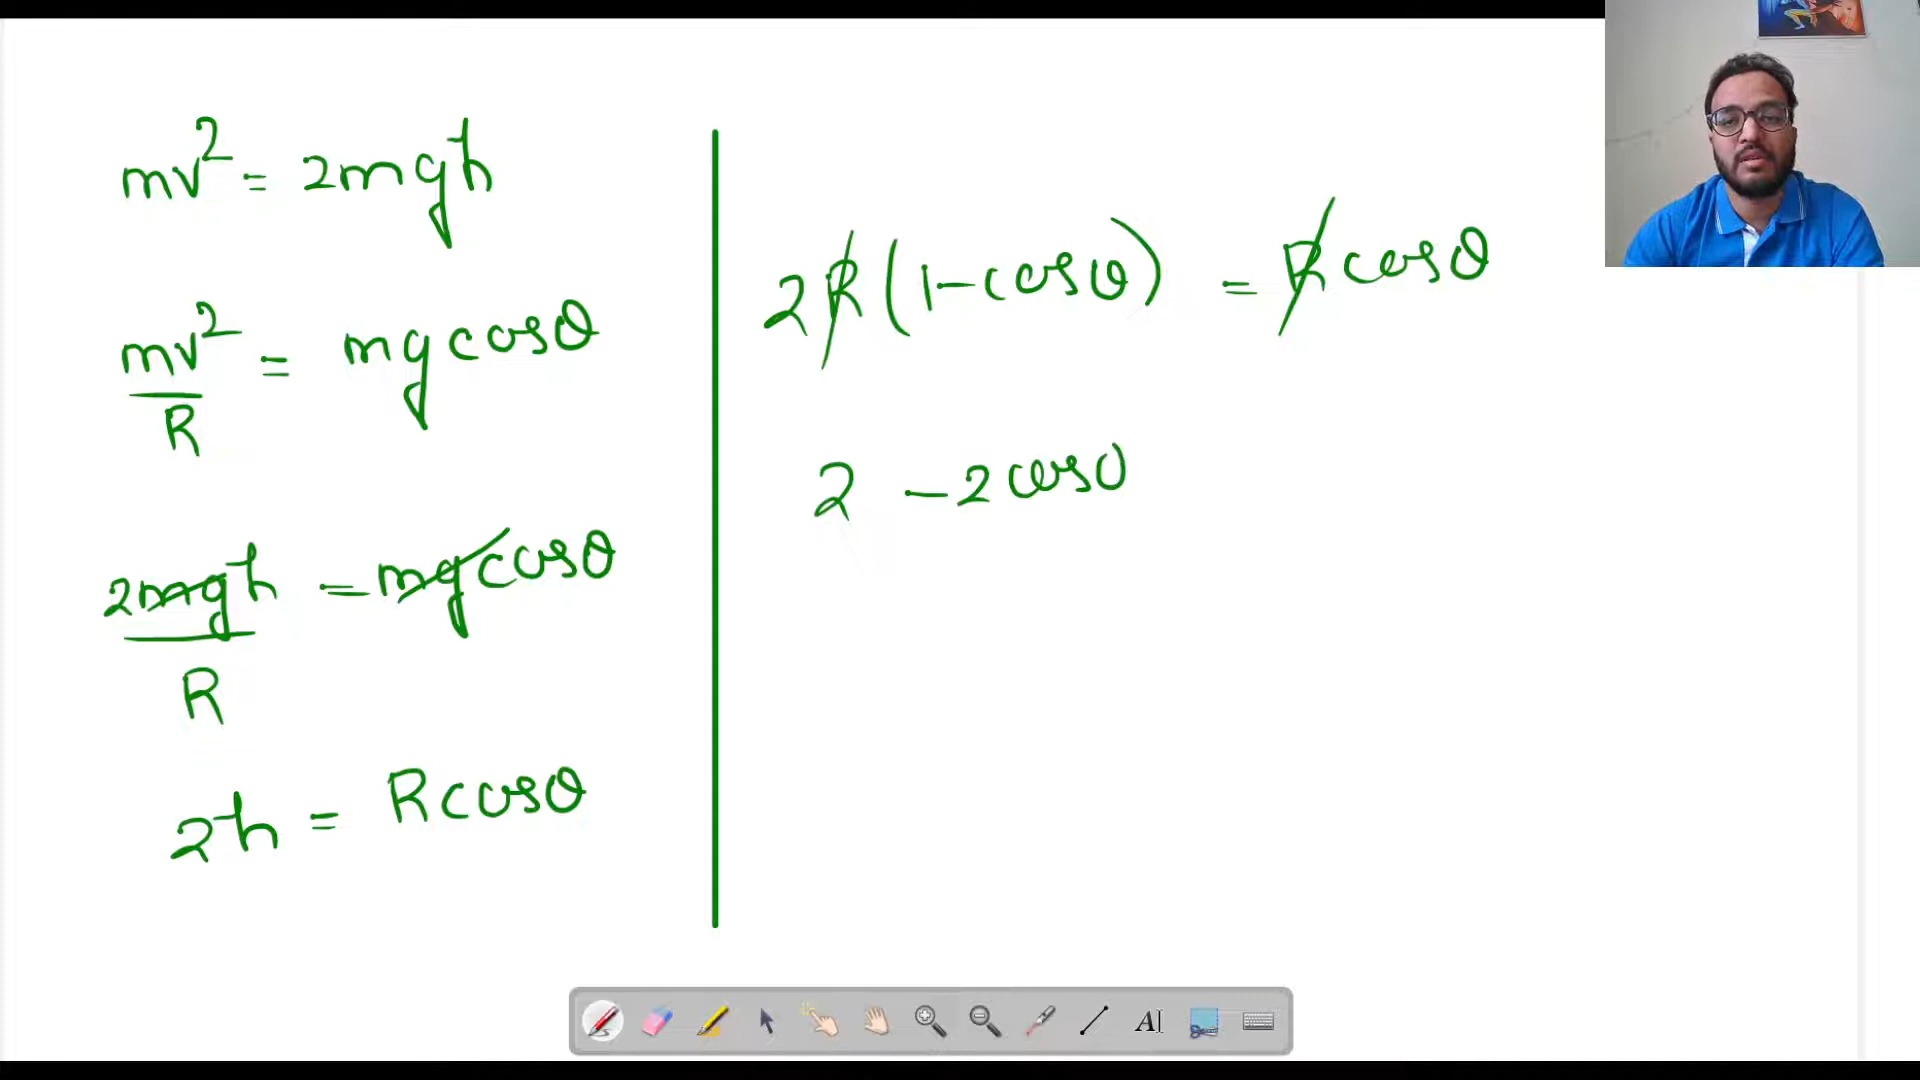 mv² = 2mgh
mv²/R = mg cosθ
2mgh/R = mg cosθ
2h = R cosθ
2R(1-cosθ) = R cosθ
2 - 2cosθ
A